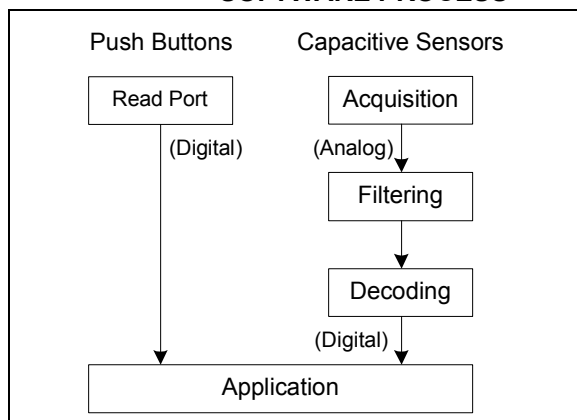 Push Buttons Capacitive Sensors
Read Port Acquisition
(Digital) (Analog)
Filtering
Decoding
(Digital)
Application